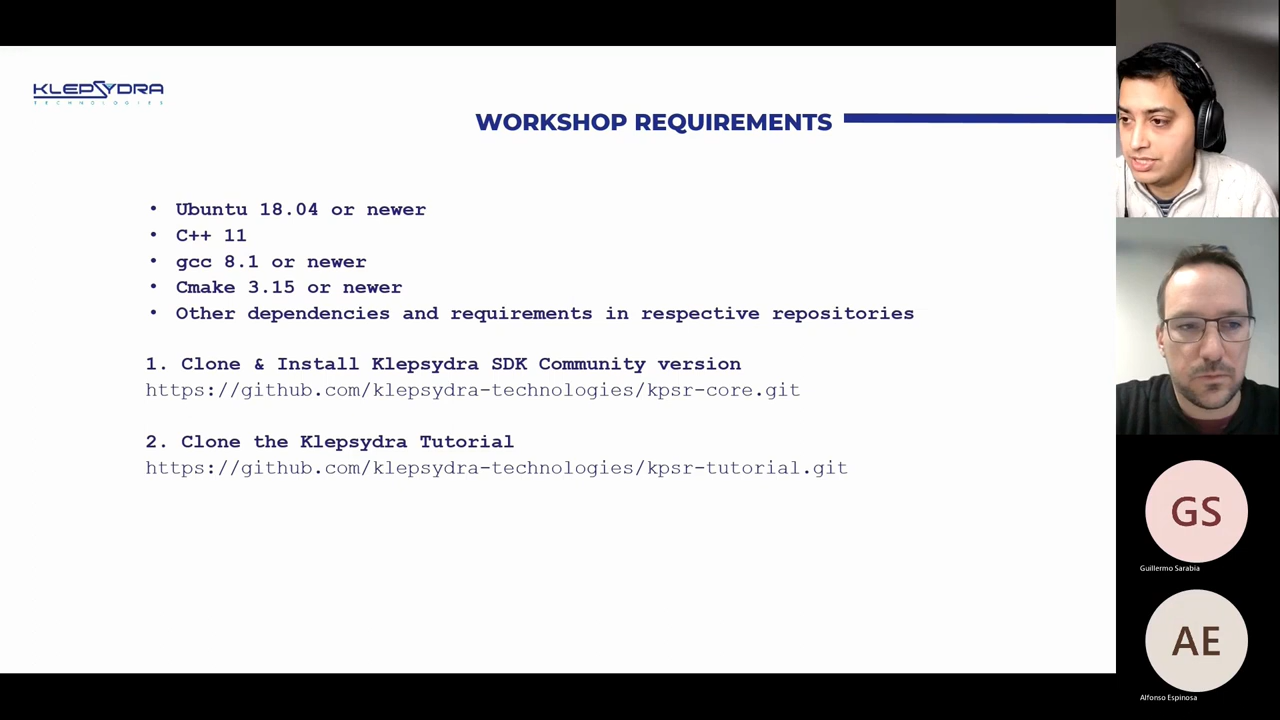 KLEPSYDRA
TECHNOLOGIES
WORKSHOP REQUIREMENTS
• Ubuntu 18.04 or newer
• C++ 11
• gcc 8.1 or newer
• Cmake 3.15 or newer
• Other dependencies and requirements in respective repositories
1. Clone & Install Klepsydra SDK Community version
https://github.com/klepsydra-technologies/kpsr-core.git
2. Clone the Klepsydra Tutorial
https://github.com/klepsydra-technologies/kpsr-tutorial.git
GS
Guillermo Sarabia
AE
Alfonso Espinosa